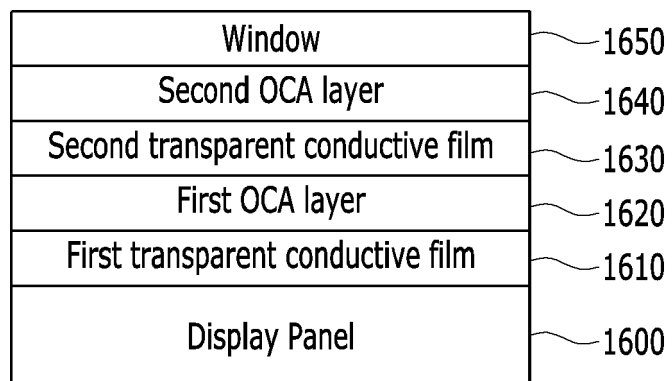 Window 1650
Second OCA layer 1640
Second transparent conductive film 1630
First OCA layer 1620
First transparent conductive film 1610
Display Panel 1600